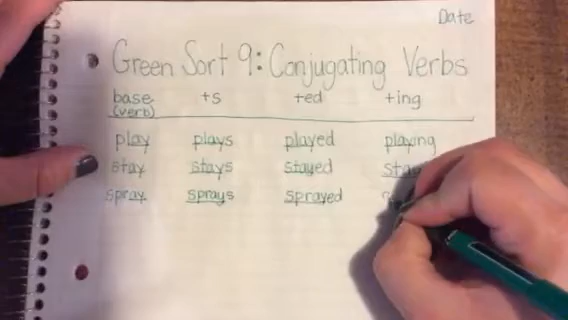 Date
Green Sort 9: Conjugating Verbs
base (verb) +s +ed +ing
play plays played playing
stay stays stayed
spray sprays sprayed